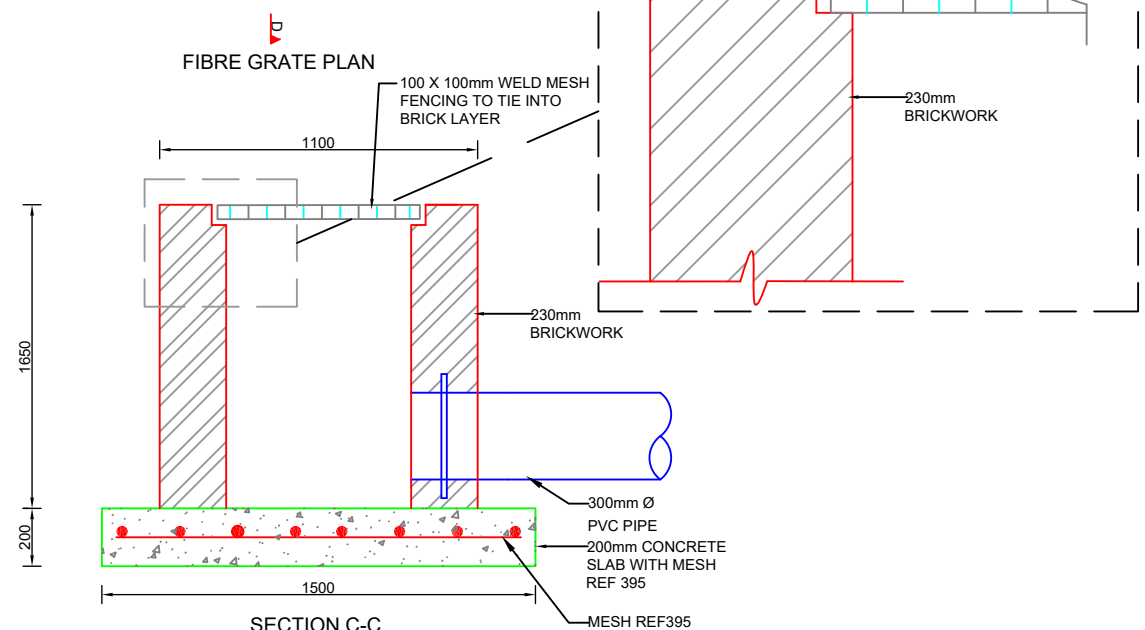 D
FIBRE GRATE PLAN
100 X 100mm WELD MESH
FENCING TO TIE INTO
BRICK LAYER
230mm
BRICKWORK
1100
230mm
BRICKWORK
1650
300mm Ø
PVC PIPE
200mm CONCRETE
SLAB WITH MESH
REF 395
200
1500
MESH REF395
SECTION C-C